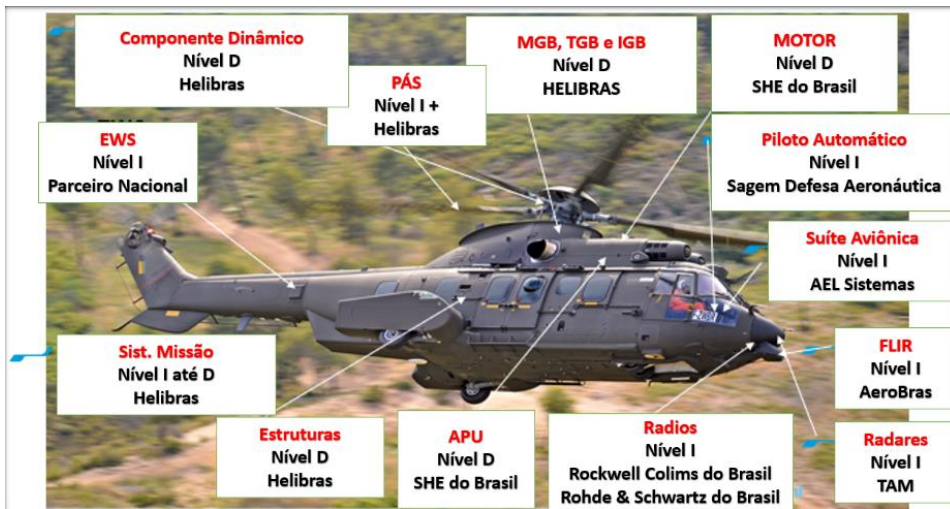 Componente Dinâmico
Nível D
Helibras
PÁS
Nível I +
Helibras
MGB, TGB e IGB
Nível D
HELIBRAS
MOTOR
Nível D
SHE do Brasil
EWS
Nível I
Parceiro Nacional
Piloto Automático
Nível I
Sagem Defesa Aeronáutica
Suíte Aviônica
Nível I
AEL Sistemas
Sist. Missão
Nível I até D
Helibras
Estruturas
Nível D
Helibras
APU
Nível D
SHE do Brasil
Radios
Nível I
Rockwell Colims do Brasil
Rohde & Schwartz do Brasil
FLIR
Nível I
AeroBras
Radares
Nível I
TAM